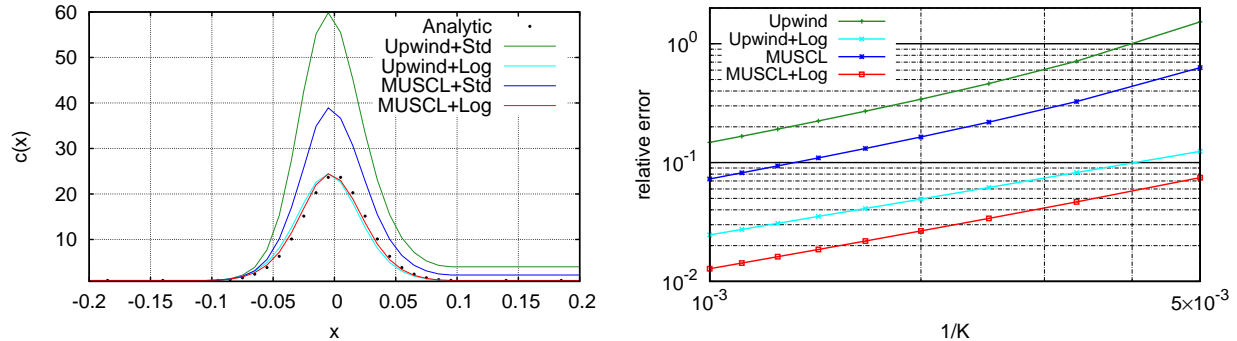 60
50
40
30
20
10
c(x)
Analytic
Upwind+Std
Upwind+Log
MUSCL+Std
MUSCL+Log
-0.2 -0.15 -0.1 -0.05 0 0.05 0.1 0.15 0.2
x
10⁰
10⁻¹
10⁻²
relative error
Upwind
Upwind+Log
MUSCL
MUSCL+Log
10⁻³ 5×10⁻³
1/K